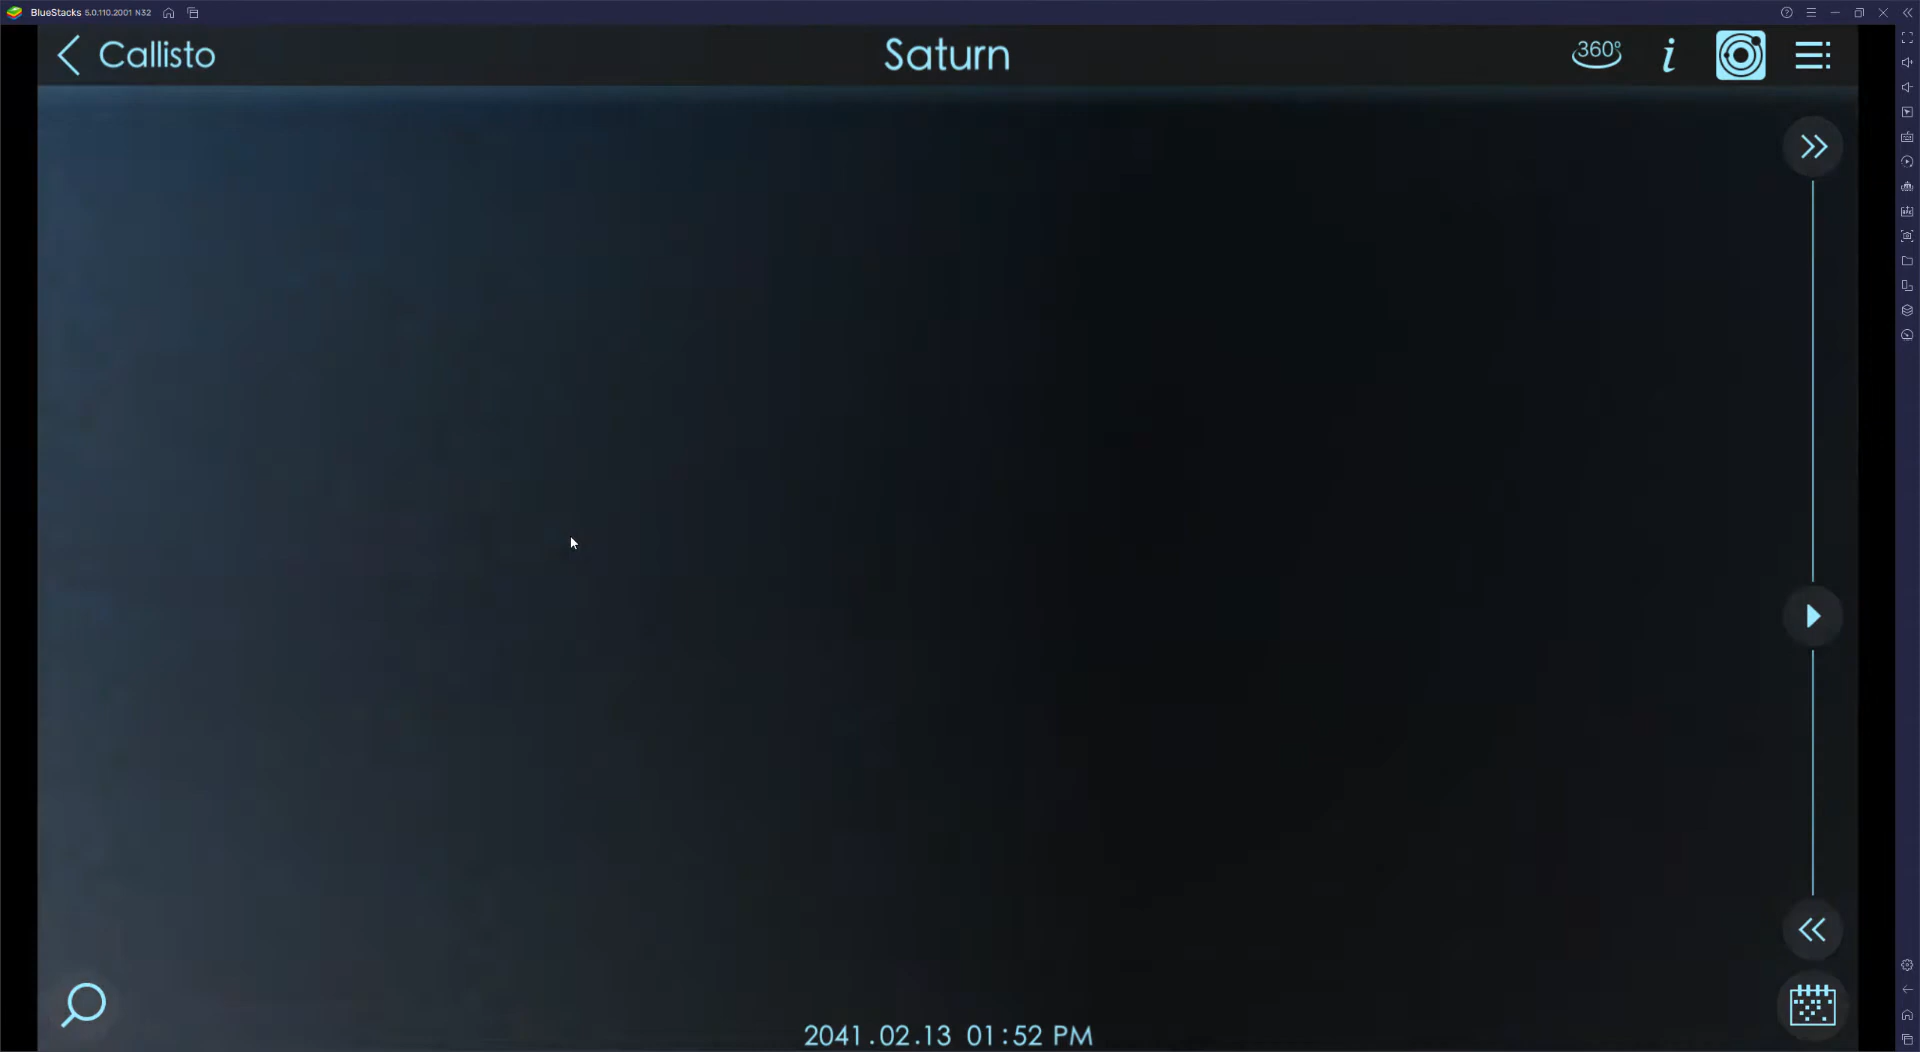 BlueStacks 5.0.110.2001 N32
Callisto
Saturn
360°
i
2041.02.13 01:52 PM